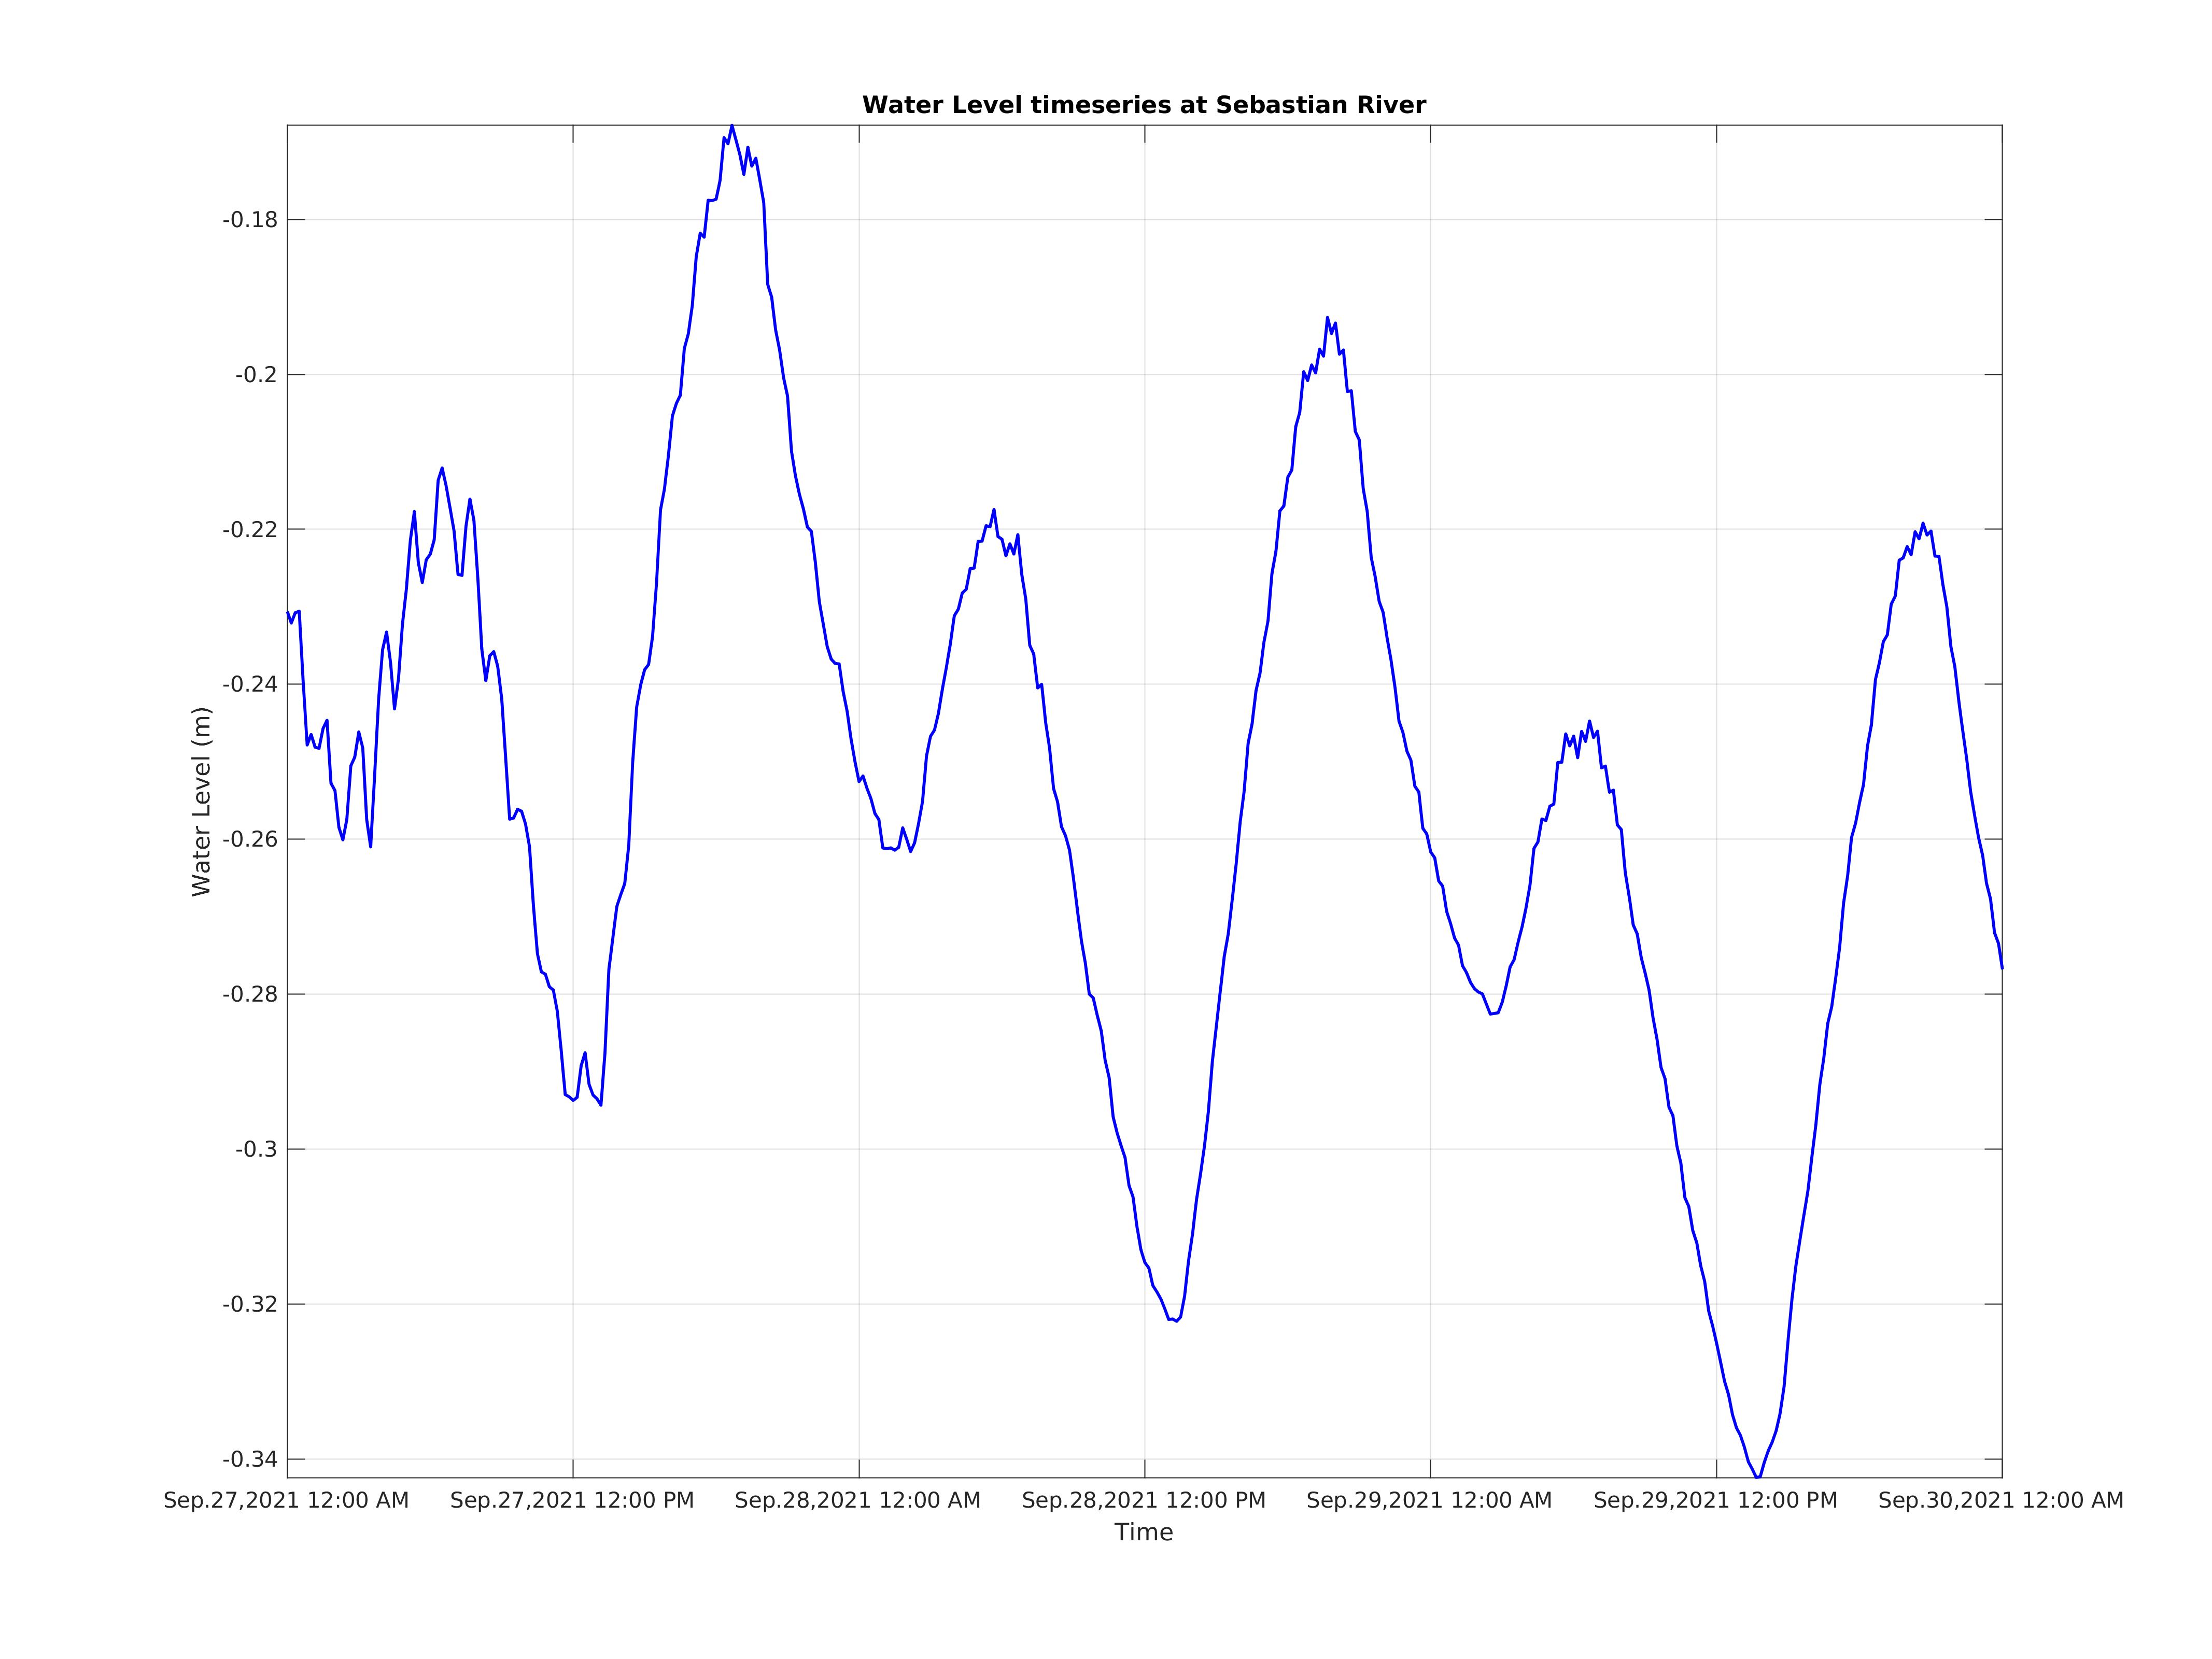 Water Level timeseries at Sebastian River
-0.18
-0.2
-0.22
-0.24
-0.26
-0.28
-0.3
-0.32
-0.34
Water Level (m)
Sep.27,2021 12:00 AM
Sep.27,2021 12:00 PM
Sep.28,2021 12:00 AM
Sep.28,2021 12:00 PM
Sep.29,2021 12:00 AM
Sep.29,2021 12:00 PM
Sep.30,2021 12:00 AM
Time